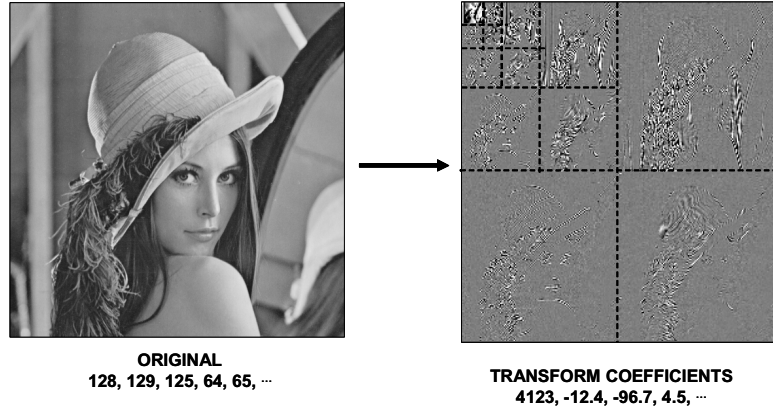 ORIGINAL
128, 129, 125, 64, 65, ...
TRANSFORM COEFFICIENTS
4123, -12.4, -96.7, 4.5, ...